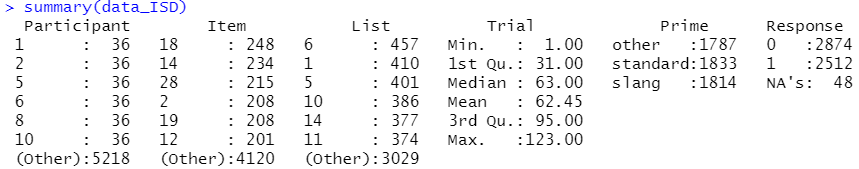 > summary(data_ISD)
Participant Item List Trial Prime Response
1 : 36 18 : 248 6 : 457 Min. : 1.00 other :1787 0 :2874
2 : 36 14 : 234 1 : 410 1st Qu.: 31.00 standard:1833 1 :2512
5 : 36 28 : 215 5 : 401 Median : 63.00 slang :1814 NA's: 48
6 : 36 2 : 208 10 : 386 Mean : 62.45
8 : 36 19 : 208 14 : 377 3rd Qu.: 95.00
10 : 36 12 : 201 11 : 374 Max. :123.00
(Other):5218 (Other):4120 (Other):3029